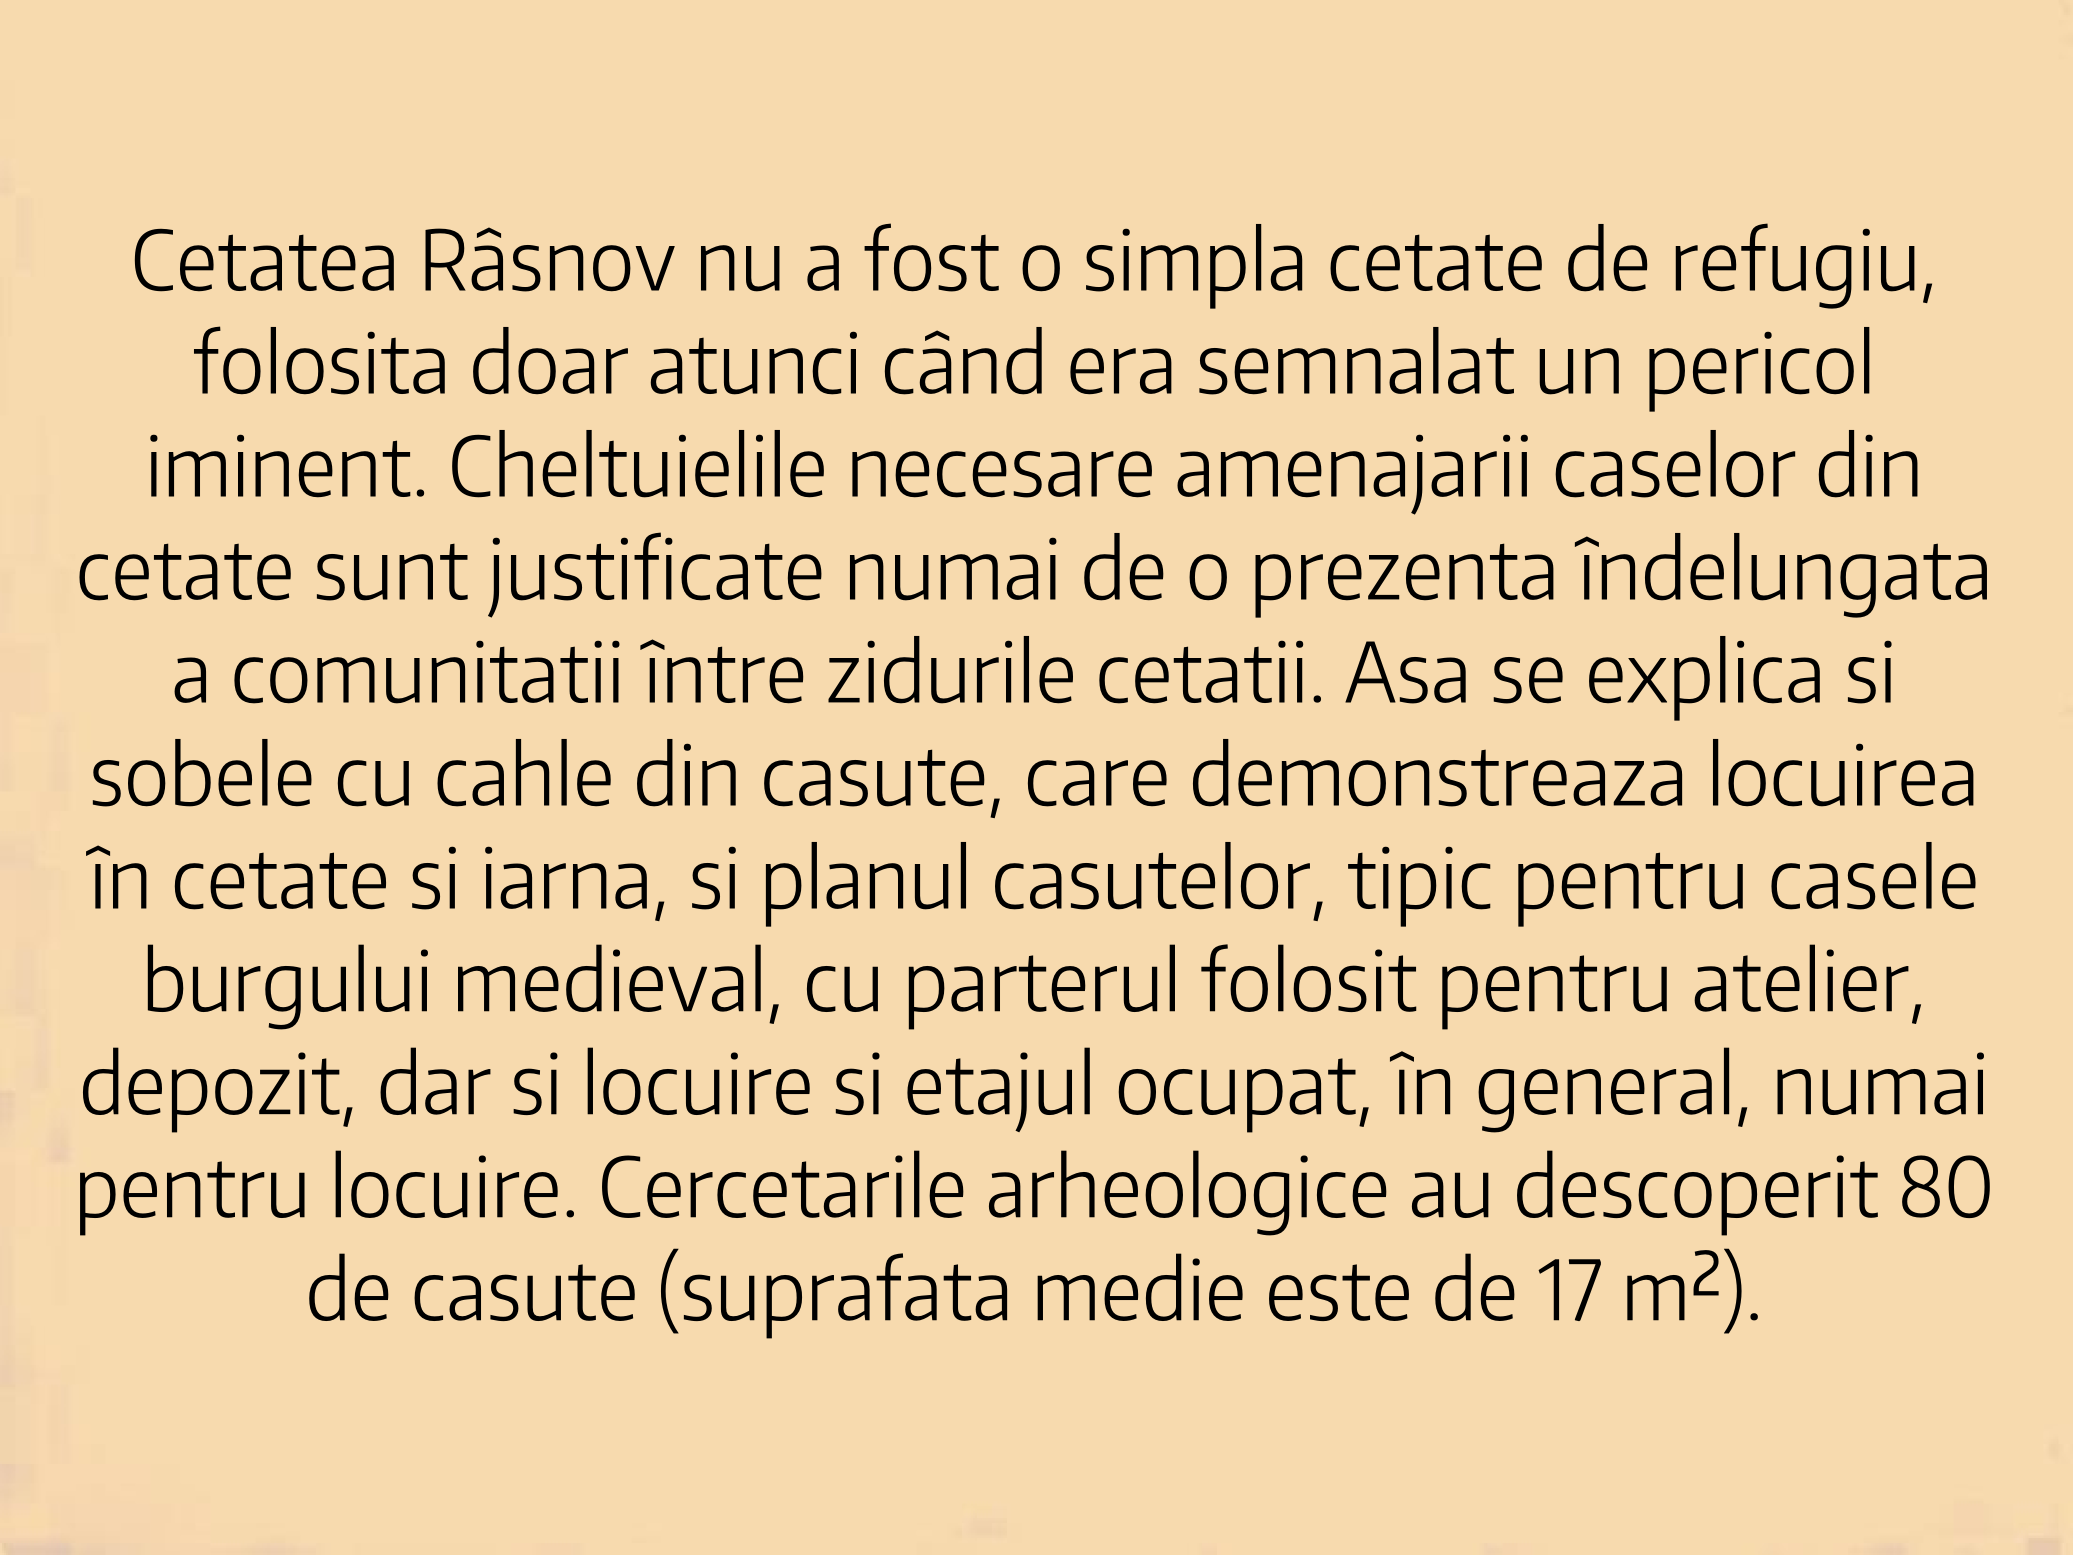 Cetatea Râsnov nu a fost o simpla cetate de refugiu,
folosita doar atunci când era semnalat un pericol
iminent. Cheltuielile necesare amenajarii caselor din
cetate sunt justificate numai de o prezenta îndelungata
a comunitatii între zidurile cetatii. Asa se explica si
sobele cu cahle din casute, care demonstreaza locuirea
în cetate si iarna, si planul casutelor, tipic pentru casele
burgului medieval, cu parterul folosit pentru atelier,
depozit, dar si locuire si etajul ocupat, în general, numai
pentru locuire. Cercetarile arheologice au descoperit 80
de casute (suprafata medie este de 17 m²).